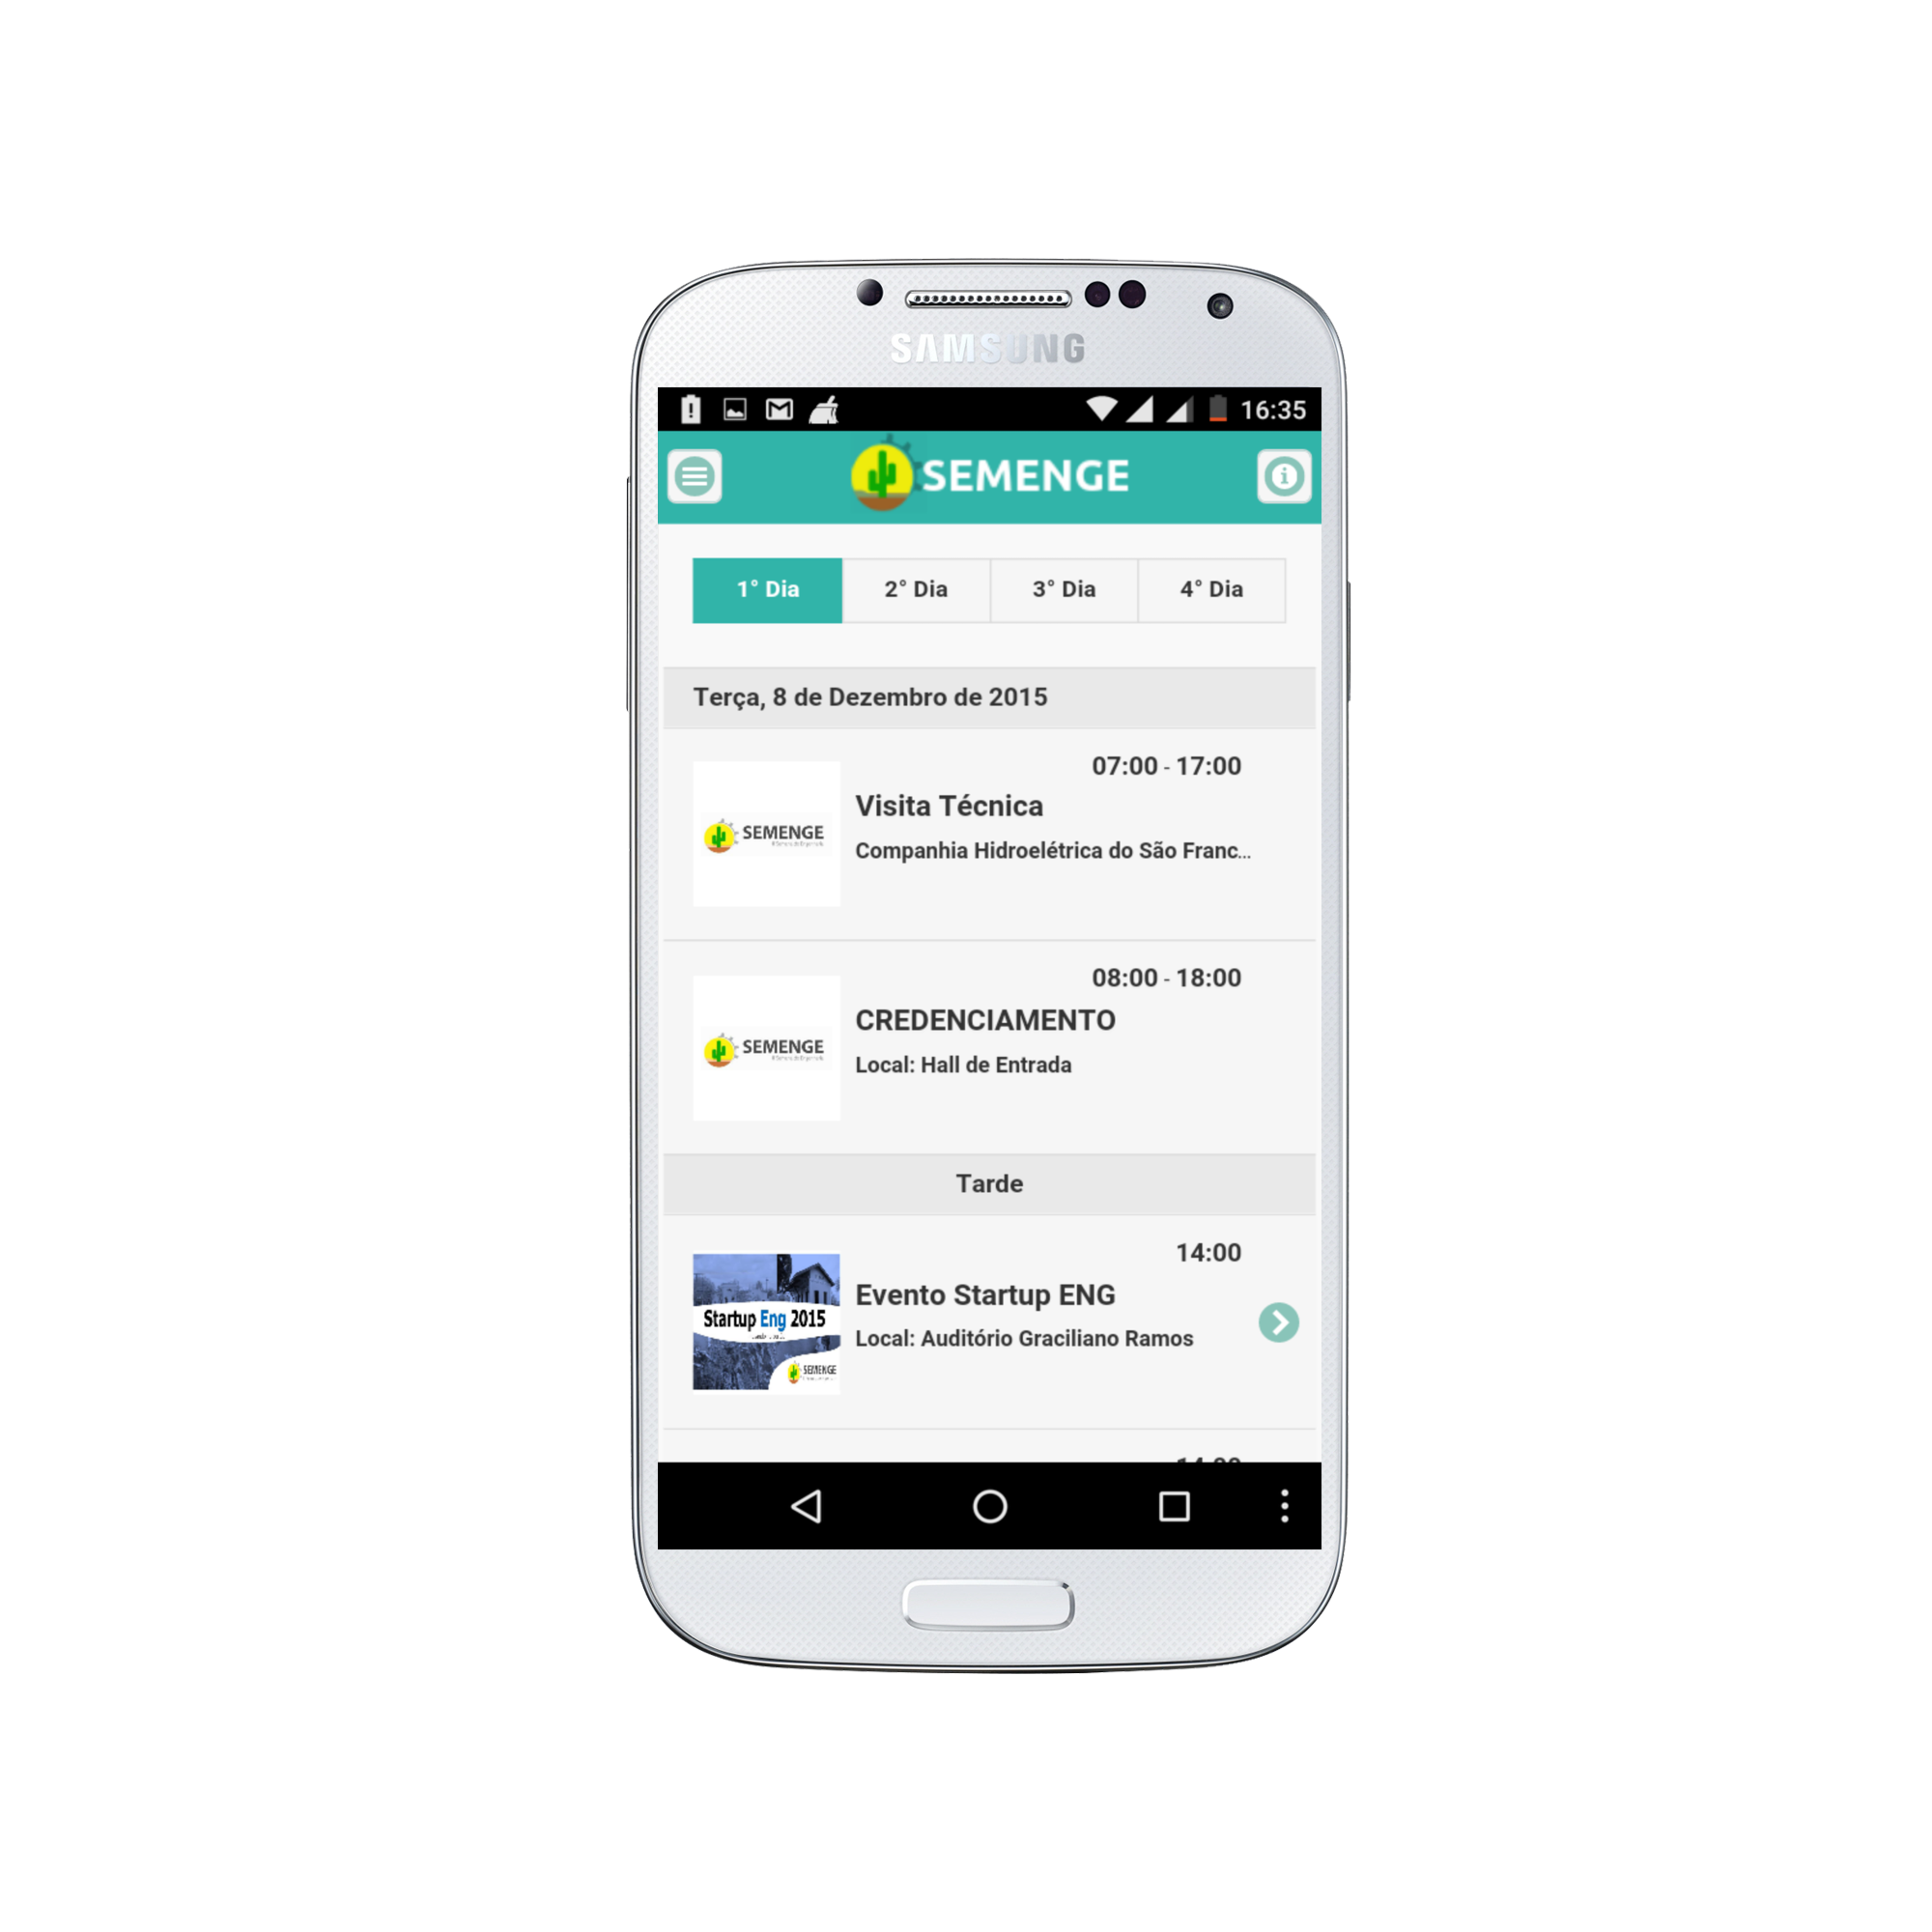 SAMSUNG
16:35
SEMENGE
1° Dia
2° Dia
3° Dia
4° Dia
Terça, 8 de Dezembro de 2015
07:00 - 17:00
Visita Técnica
SEMENGE
Companhia Hidroelétrica do São Franc...
08:00 - 18:00
CREDENCIAMENTO
SEMENGE
Local: Hall de Entrada
Tarde
14:00
Evento Startup ENG
Startup Eng 2015
Local: Auditório Graciliano Ramos
SEMENGE